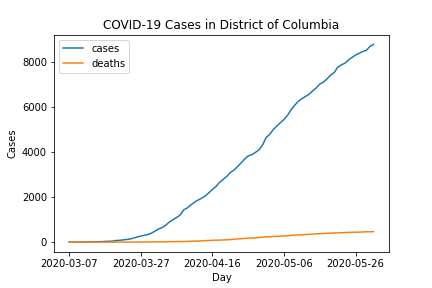 COVID-19 Cases in District of Columbia
cases
deaths
8000
6000
4000
2000
0
Cases
2020-03-07 2020-03-27 2020-04-16 2020-05-06 2020-05-26
Day